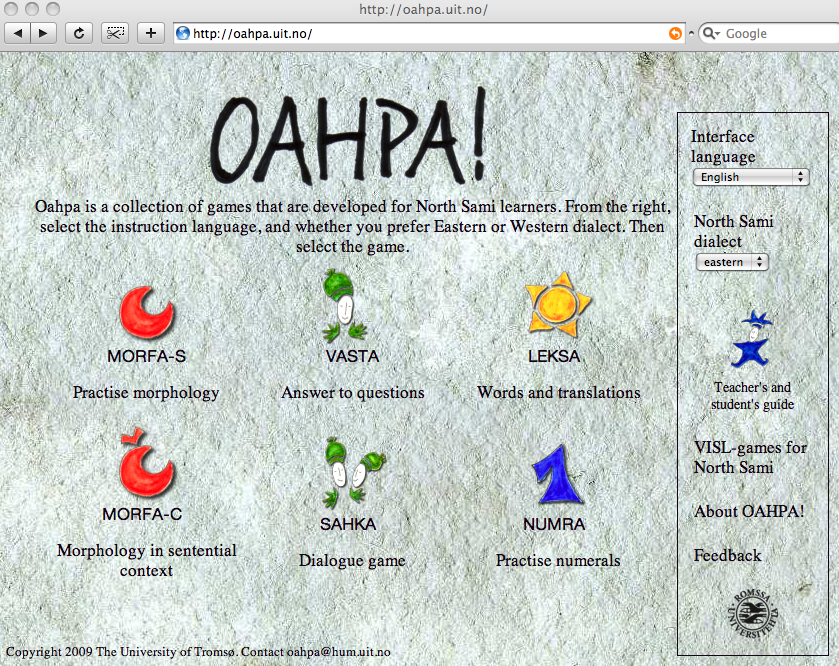 http://oahpa.uit.no/
http://oahpa.uit.no/
Google
OAHPA!
Oahpa is a collection of games that are developed for North Sami learners. From the right,
select the instruction language, and whether you prefer Eastern or Western dialect. Then
select the game.
MORFA-S
Practise morphology
VASTA
Answer to questions
LEKSA
Words and translations
MORFA-C
Morphology in sentential
context
SAHKA
Dialogue game
NUMRA
Practise numerals
Interface
language
English
North Sami
dialect
eastern
Teacher's and
student's guide
VISL-games for
North Sami
About OAHPA!
Feedback
ROMSSA
UNIVERSITEHTA
Copyright 2009 The University of Tromsø. Contact oahpa@hum.uit.no